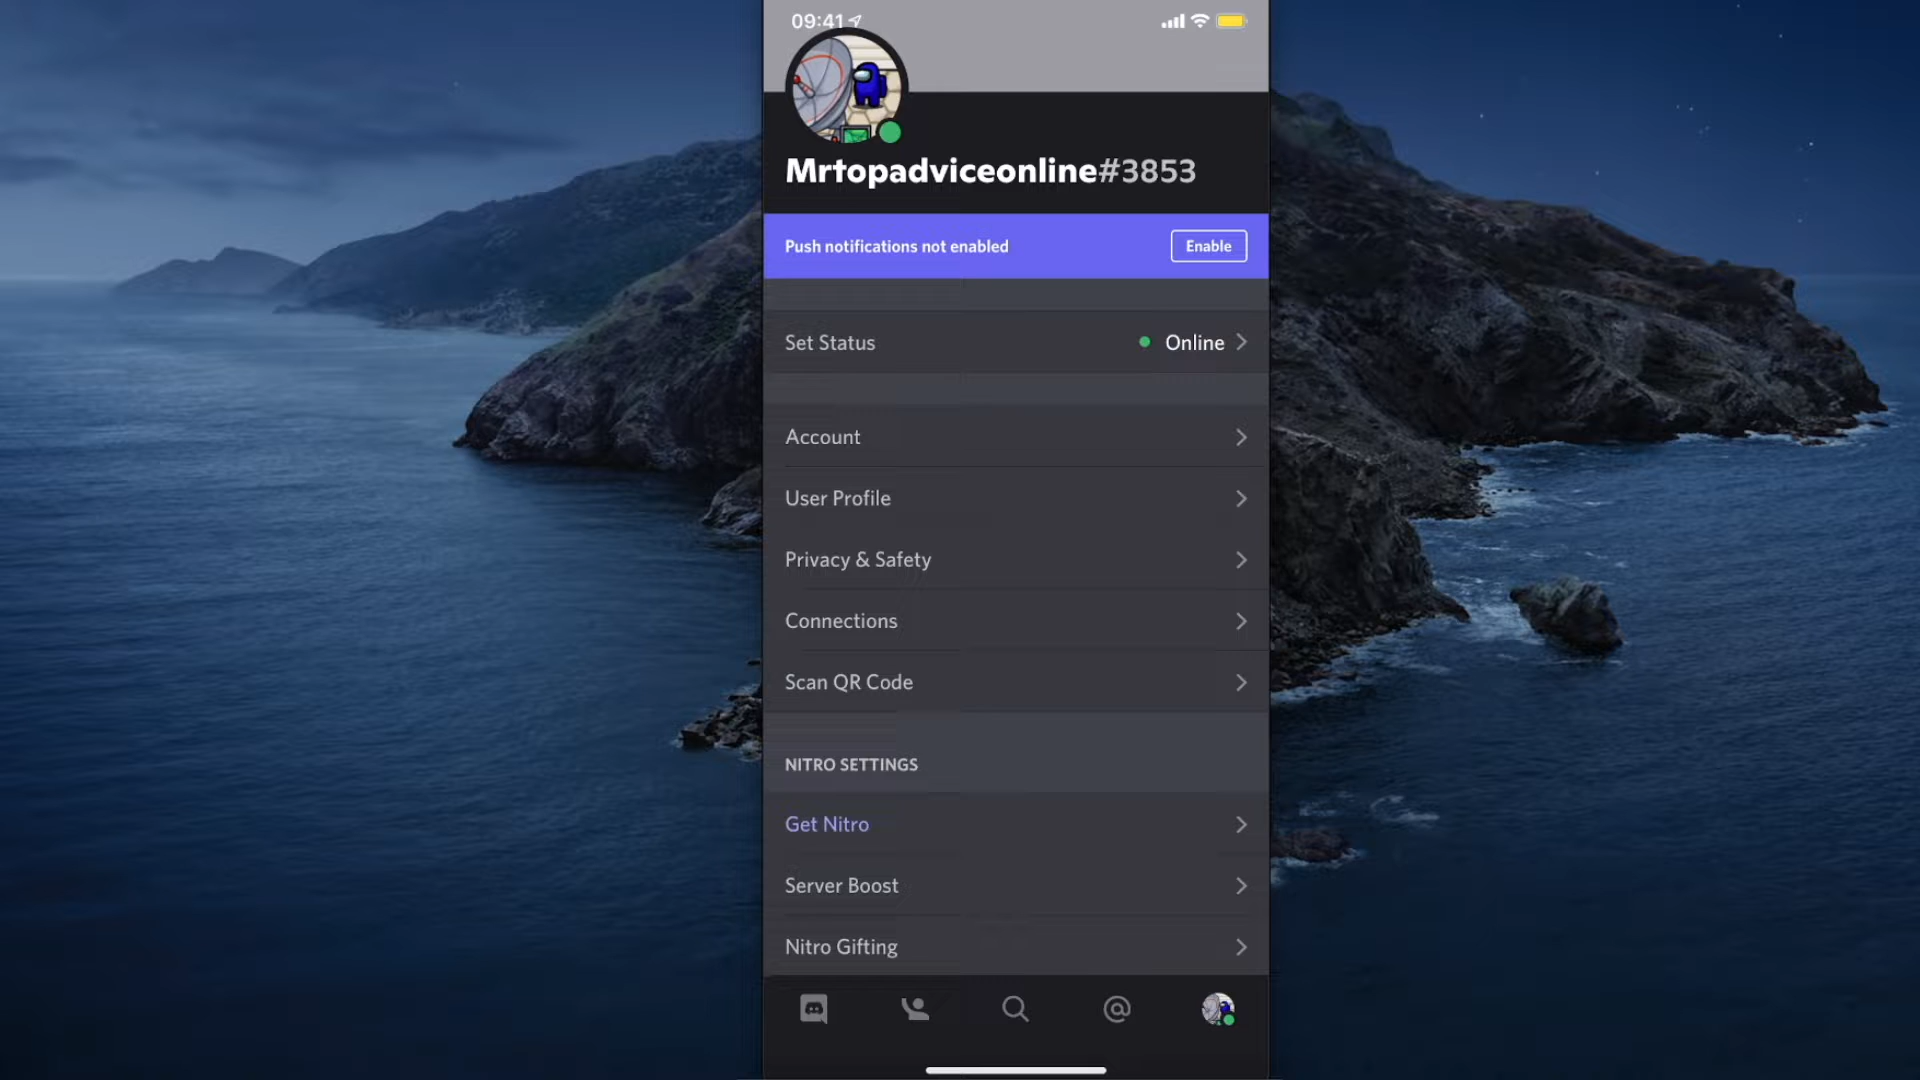 09:41
Mrtopadviceonline#3853
Push notifications not enabled
Enable
Set Status
Online
Account
User Profile
Privacy & Safety
Connections
Scan QR Code
NITRO SETTINGS
Get Nitro
Server Boost
Nitro Gifting